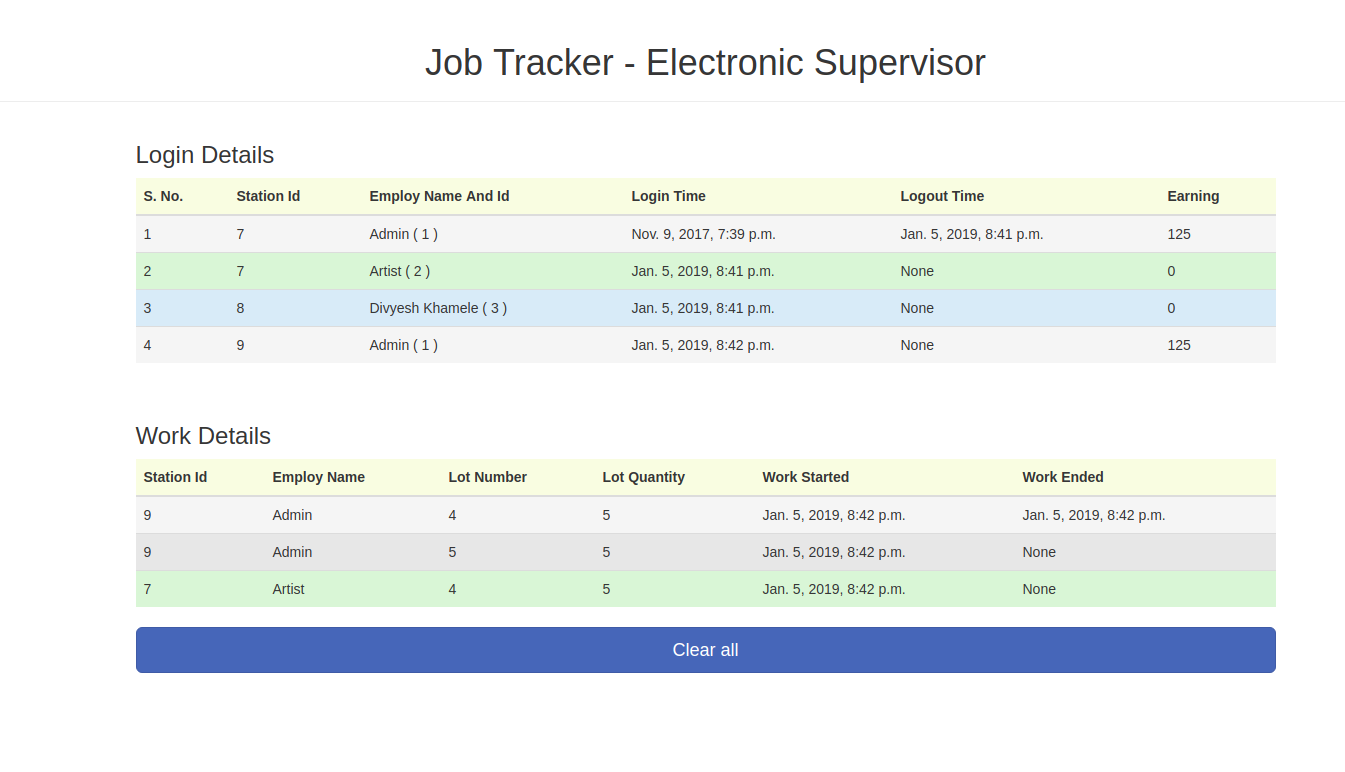 Job Tracker - Electronic Supervisor
Login Details
S. No. Station Id Employ Name And Id Login Time Logout Time Earning
1 7 Admin ( 1 ) Nov. 9, 2017, 7:39 p.m. Jan. 5, 2019, 8:41 p.m. 125
2 7 Artist ( 2 ) Jan. 5, 2019, 8:41 p.m. None 0
3 8 Divyesh Khamele ( 3 ) Jan. 5, 2019, 8:41 p.m. None 0
4 9 Admin ( 1 ) Jan. 5, 2019, 8:42 p.m. None 125
Work Details
Station Id Employ Name Lot Number Lot Quantity Work Started Work Ended
9 Admin 4 5 Jan. 5, 2019, 8:42 p.m. Jan. 5, 2019, 8:42 p.m.
9 Admin 5 5 Jan. 5, 2019, 8:42 p.m. None
7 Artist 4 5 Jan. 5, 2019, 8:42 p.m. None
Clear all